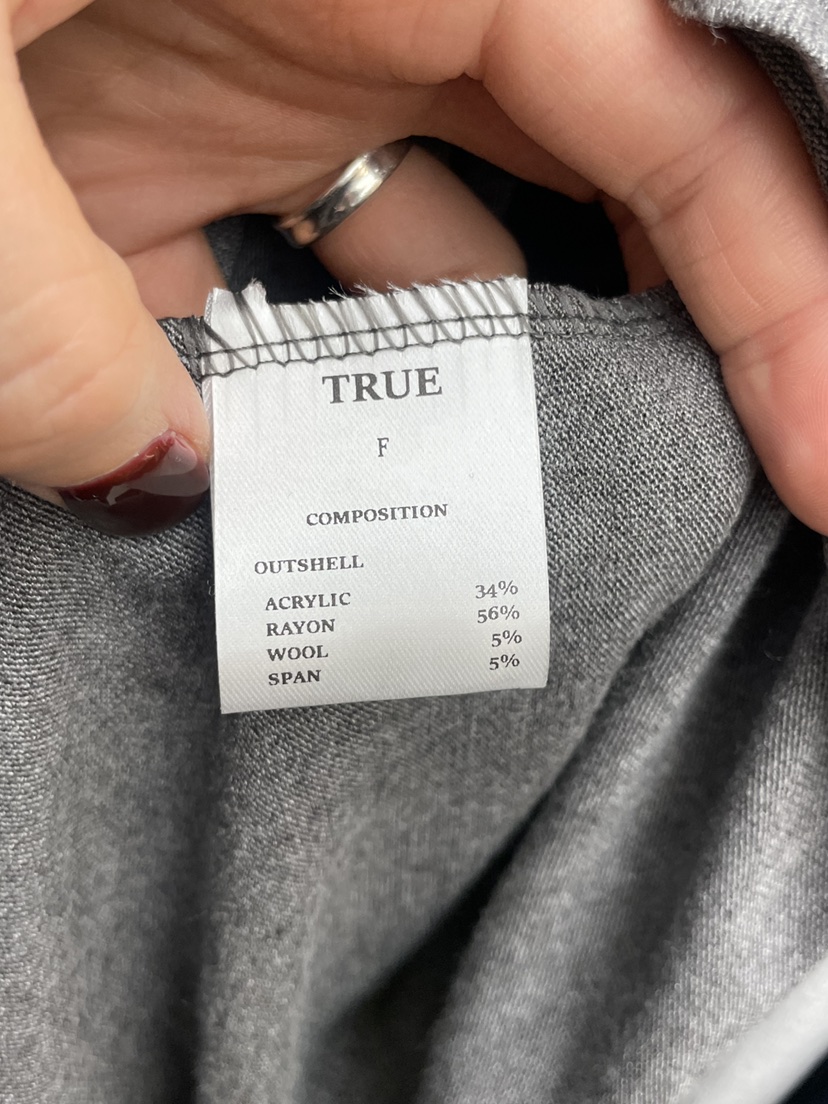 TRUE
F
COMPOSITION
OUTSHELL
ACRYLIC 34%
RAYON 56%
WOOL 5%
SPAN 5%